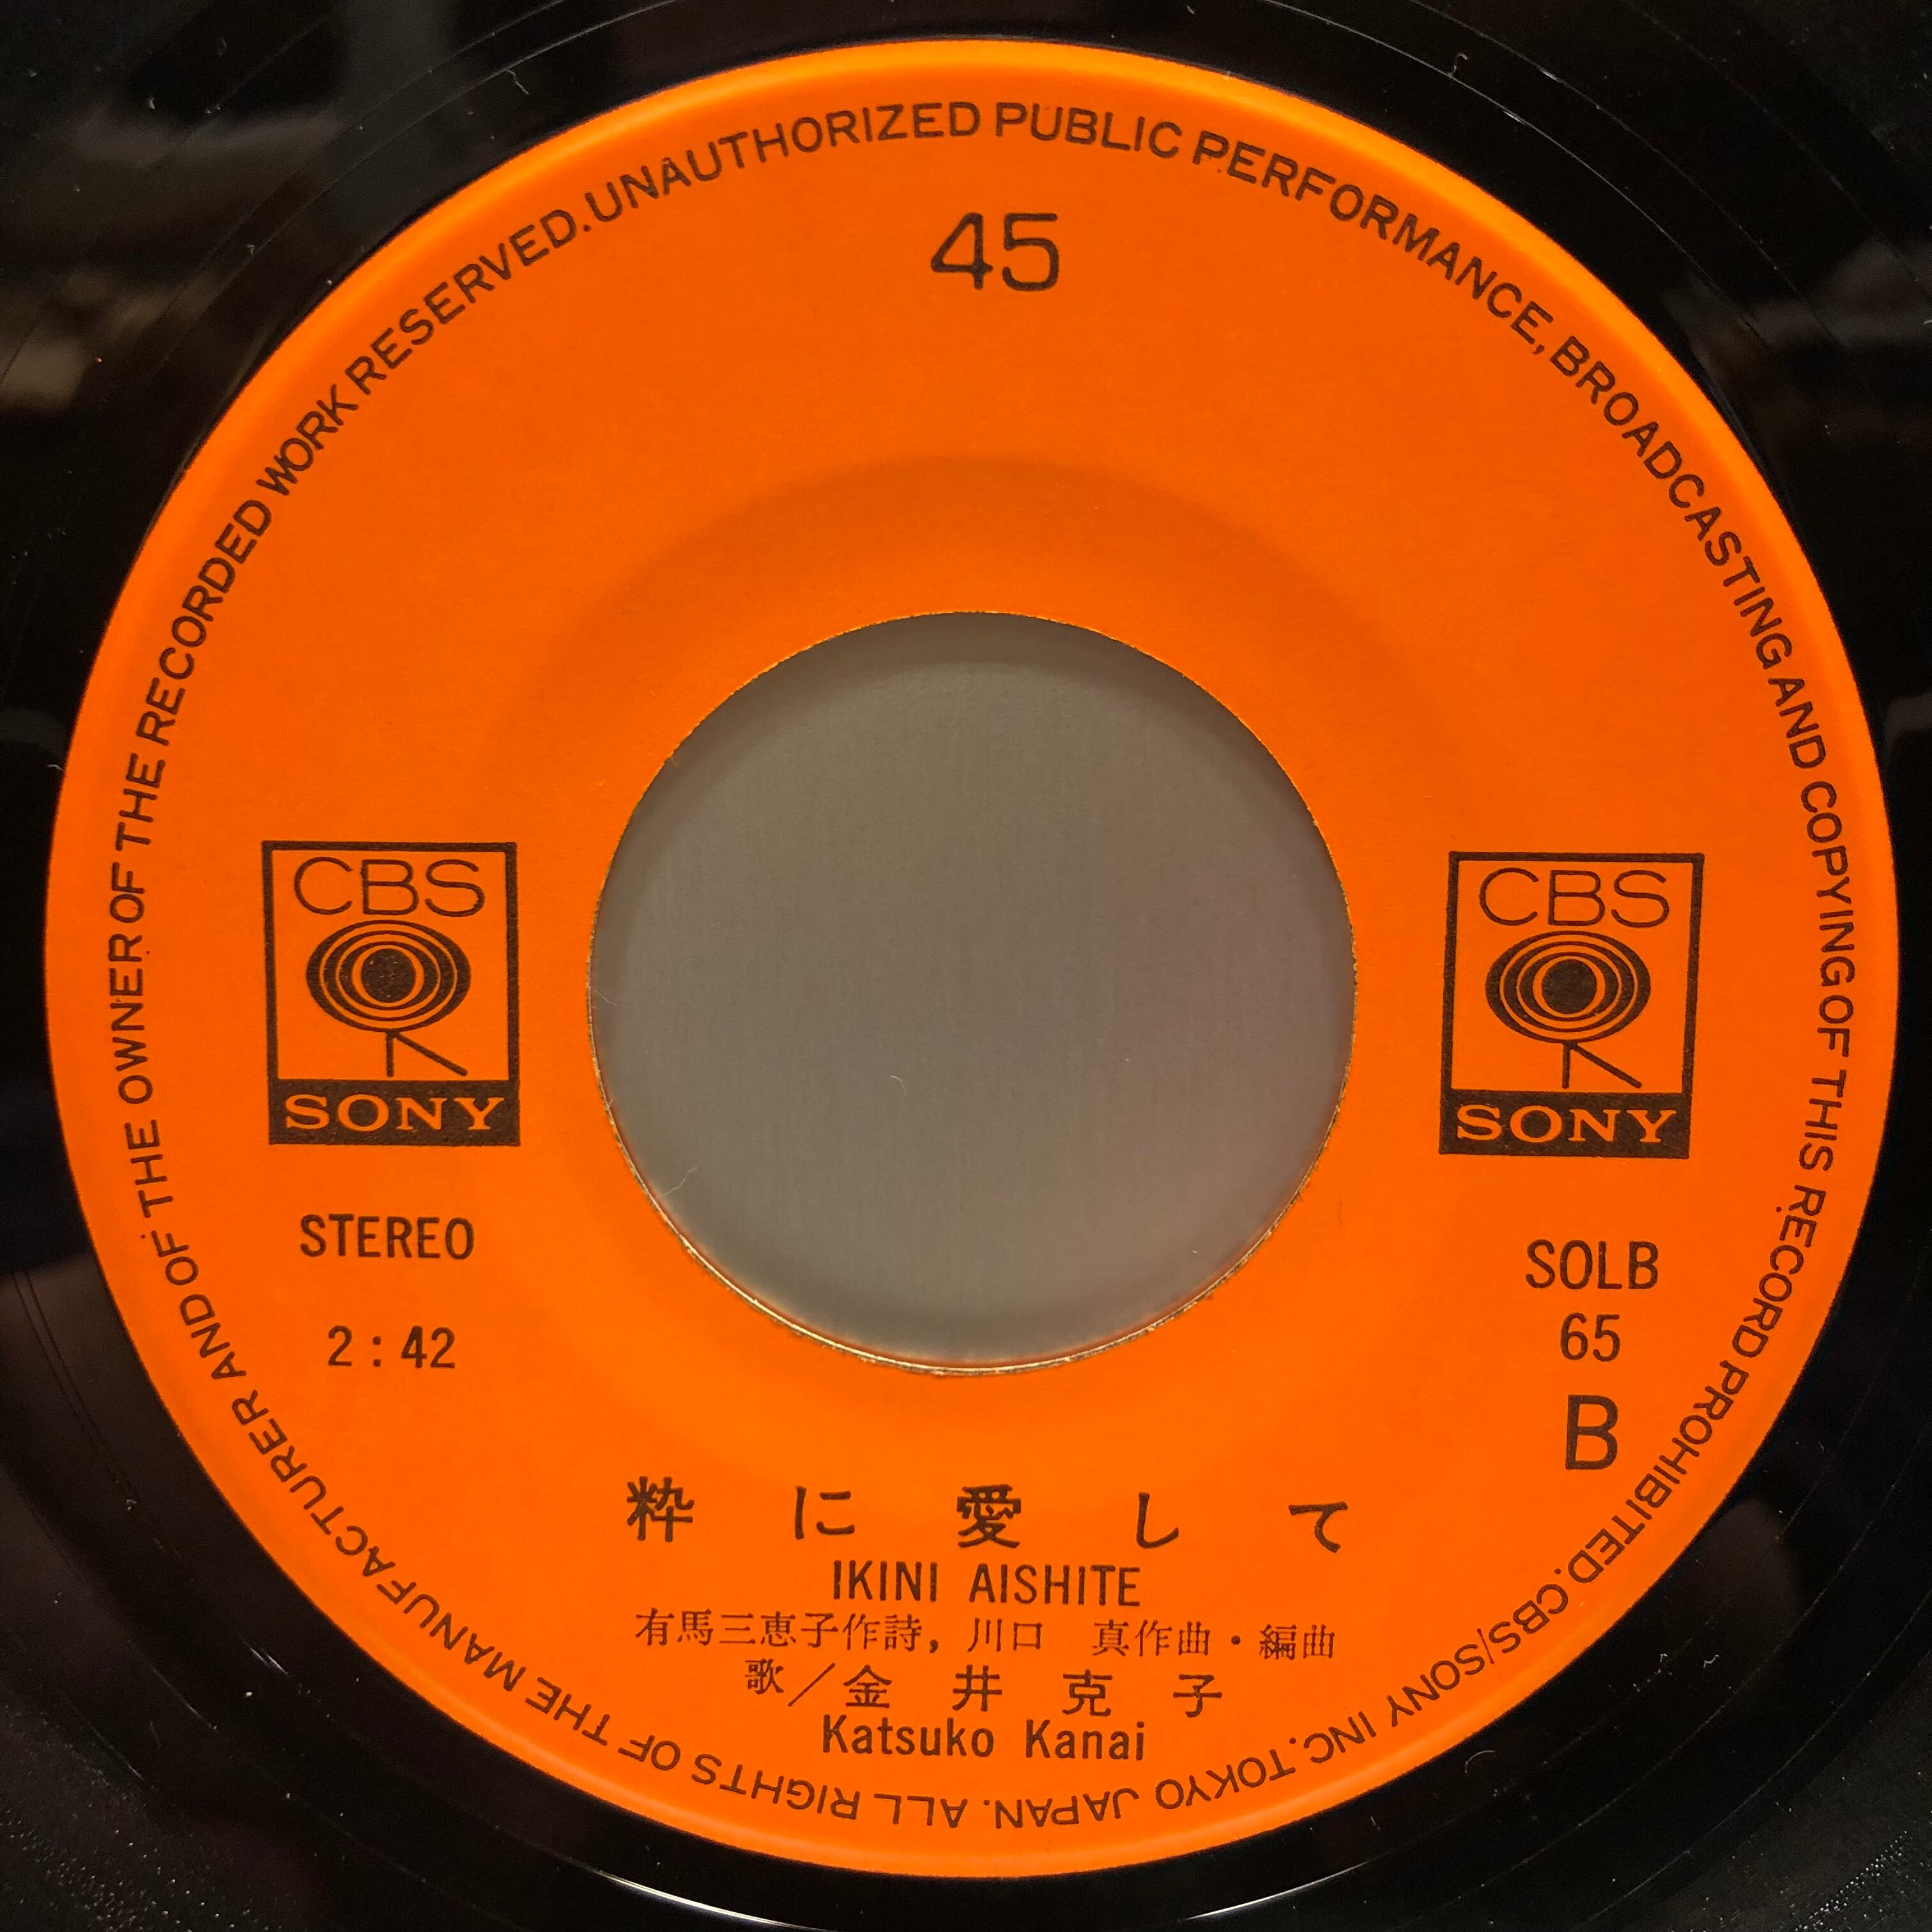 UNAUTHORIZED PUBLIC PERFORMANCE, BROADCASTING AND COPYING OF THIS RECORD PROHIBITED. CBS/SONY INC. TOKYO JAPAN. ALL RIGHTS OF THE MANUFACTURER AND OF THE OWNER OF THE RECORDED WORK RESERVED.
45
CBS
SONY
CBS
SONY
STEREO
2:42
SOLB
65
B
粋に愛して
IKINI AISHITE
有馬三恵子作詩, 川口 真作曲・編曲
歌/金井克子
Katsuko Kanai